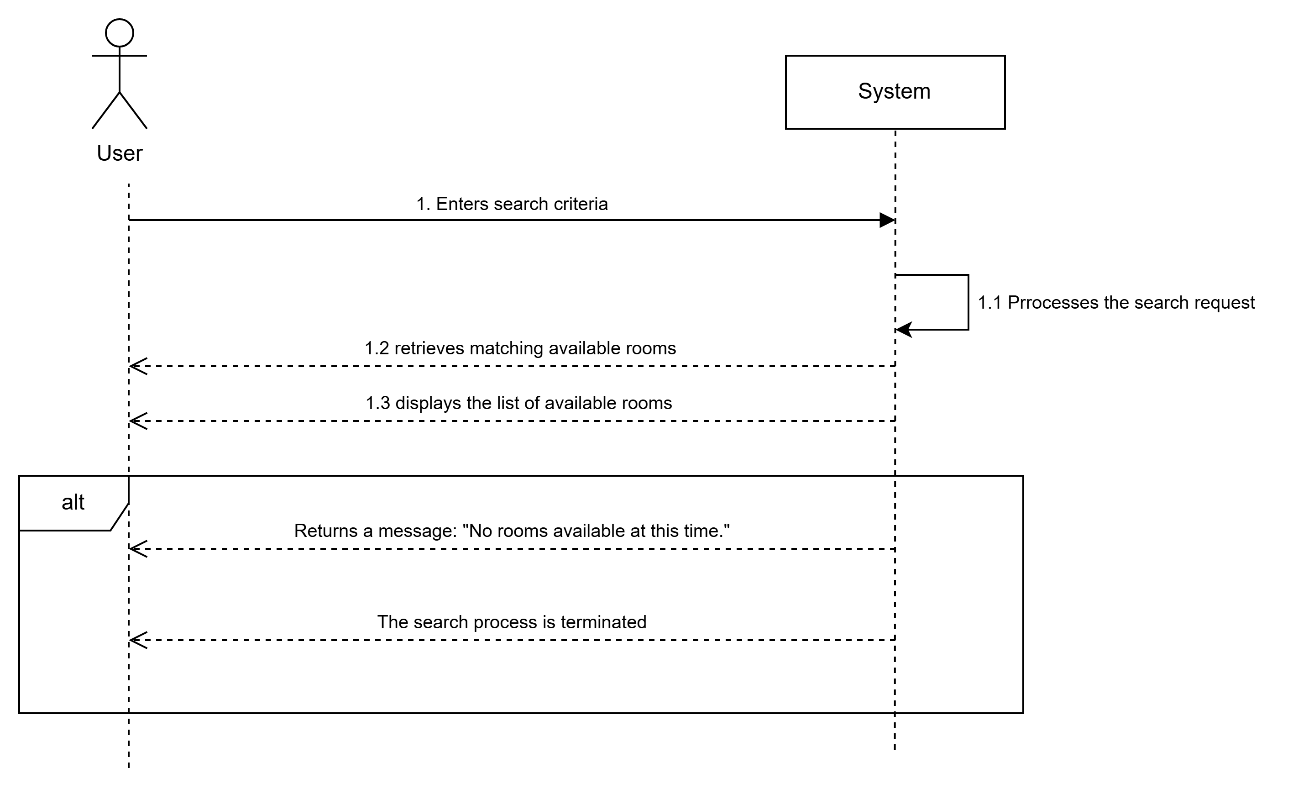 User
System
1. Enters search criteria
1.1 Prrocesses the search request
1.2 retrieves matching available rooms
1.3 displays the list of available rooms
alt
Returns a message: "No rooms available at this time."
The search process is terminated